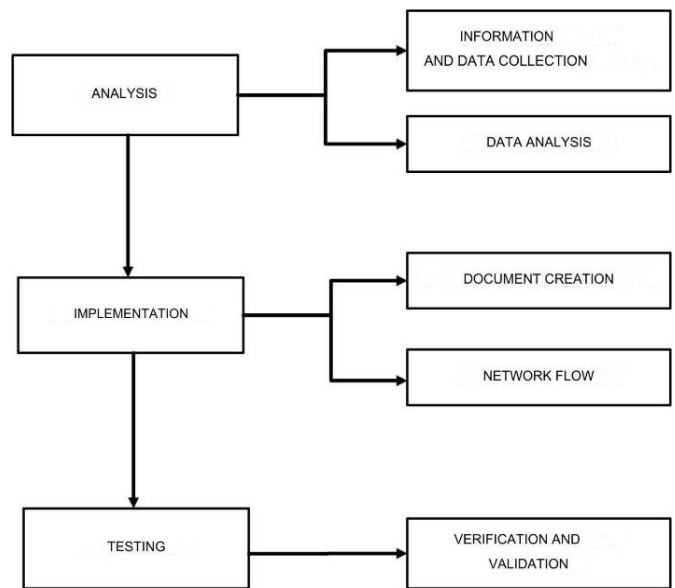 INFORMATION
AND DATA COLLECTION
ANALYSIS
DATA ANALYSIS
DOCUMENT CREATION
IMPLEMENTATION
NETWORK FLOW
TESTING
VERIFICATION AND
VALIDATION